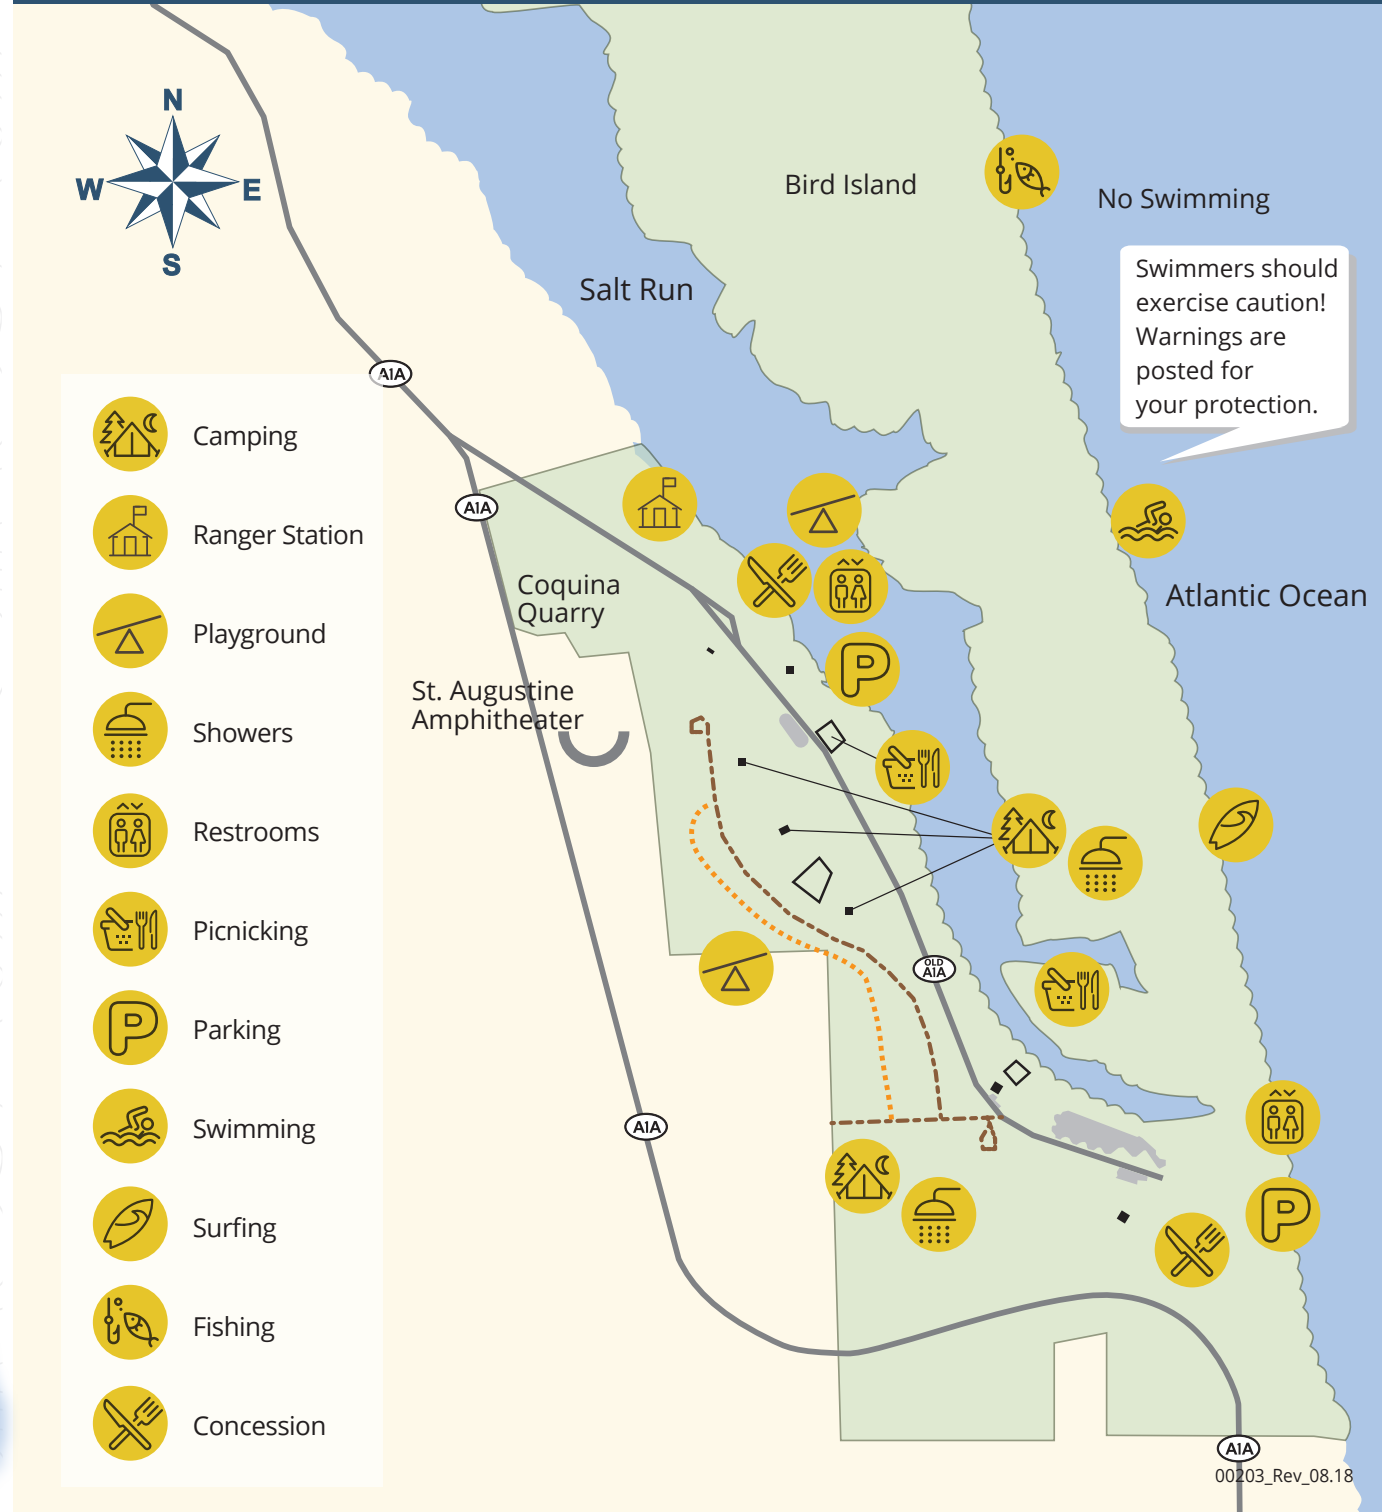 N
W
E
S
Bird Island
No Swimming
Swimmers should
exercise caution!
Warnings are
posted for
your protection.
Salt Run
A1A
A1A
Camping
Ranger Station
Playground
Showers
Restrooms
Picnicking
Parking
Swimming
Surfing
Fishing
Concession
Coquina
Quarry
Atlantic Ocean
P
St. Augustine
Amphitheater
OLD
A1A
P
A1A
P
A1A
00203_Rev_08.18